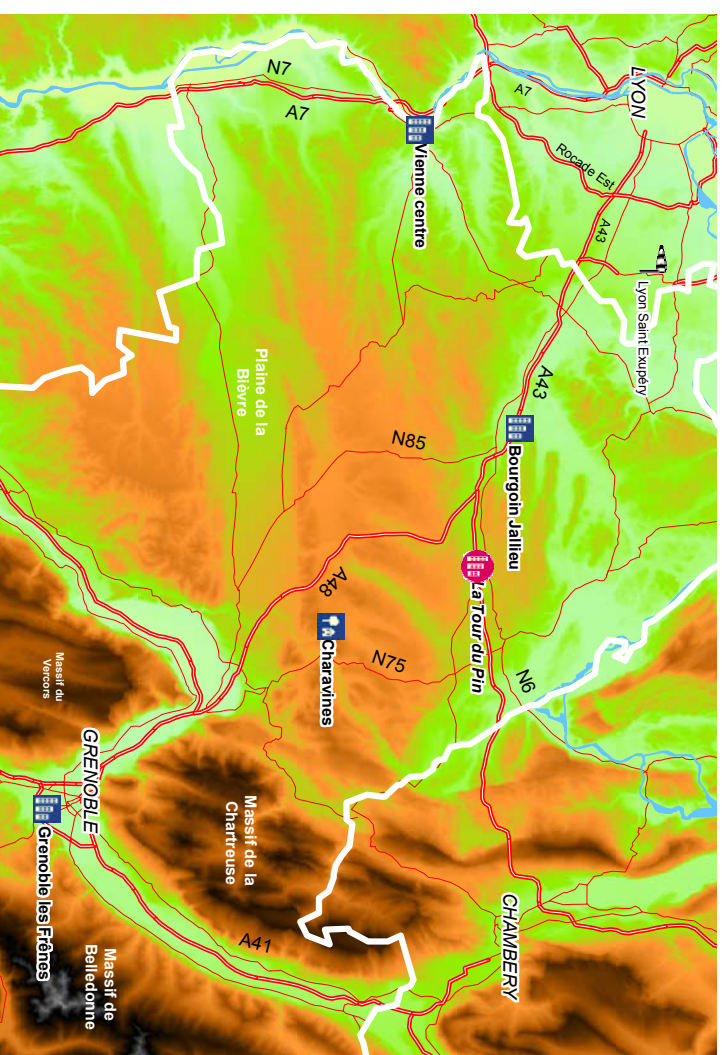 LYON
A7
Rocade Est
A43
Lyon Saint Exupéry
N7
A7
Vienne centre
A43
Bourgoin Jallieu
Plaine de la
Bièvre
N85
La Tour du Pin
A48
Charavines
N75
N6
Massif du
Vercors
GRENOBLE
Grenoble les Frênes
Massif de la
Chartreuse
CHAMBERY
A41
Massif de
Belledonne